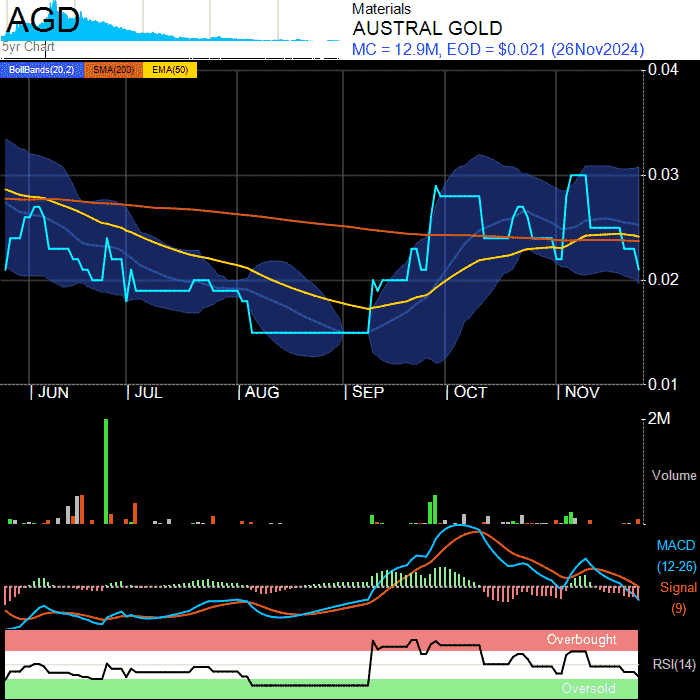 AGD
5yr Chart
Materials
AUSTRAL GOLD
MC = 12.9M, EOD = $0.021 (26Nov2024)
BollBands(20,2) SMA(200) EMA(50)
0.04
0.03
0.02
0.01
JUN JUL AUG SEP OCT NOV
2M
Volume
MACD
(12-26)
Signal
(9)
Overbought
RSI(14)
Oversold